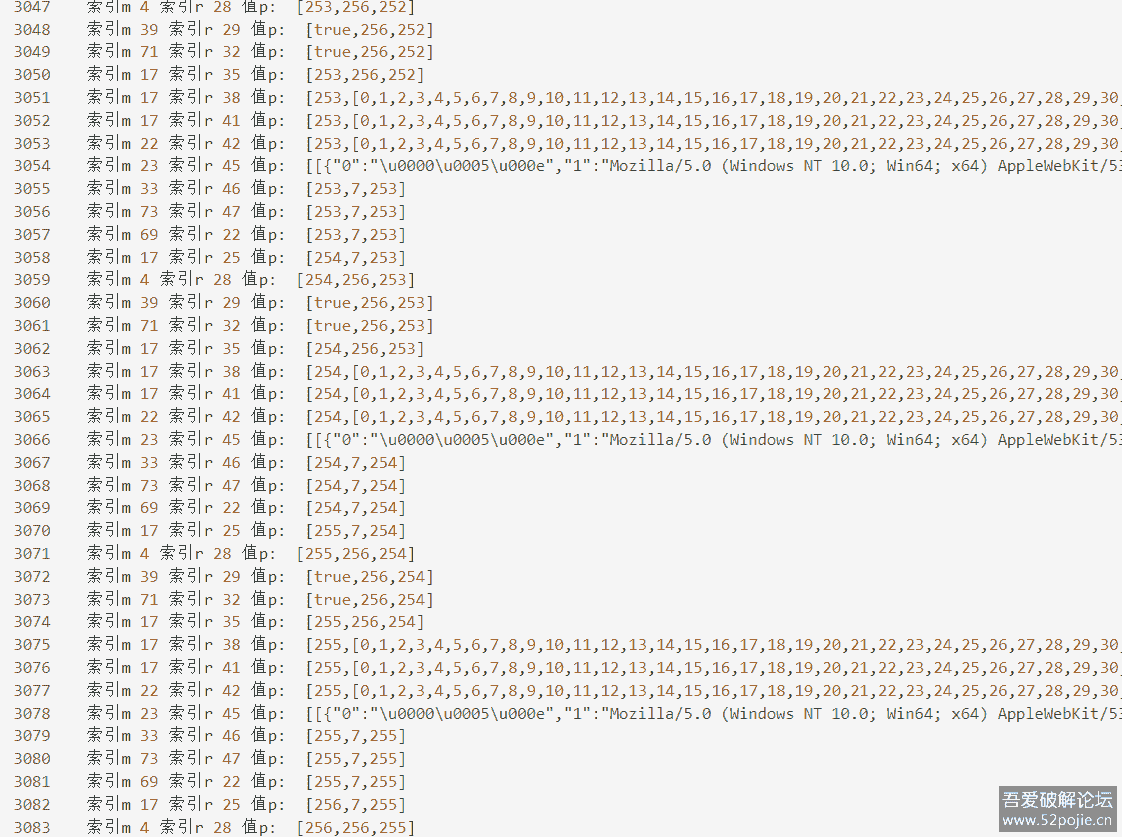 3047 索引m 4 索引r 28 值p: [253,256,252]
3048 索引m 39 索引r 29 值p: [true,256,252]
3049 索引m 71 索引r 32 值p: [true,256,252]
3050 索引m 17 索引r 35 值p: [253,256,252]
3051 索引m 17 索引r 38 值p: [253,[0,1,2,3,4,5,6,7,8,9,10,11,12,13,14,15,16,17,18,19,20,21,22,23,24,25,26,27,28,29,30,
3052 索引m 17 索引r 41 值p: [253,[0,1,2,3,4,5,6,7,8,9,10,11,12,13,14,15,16,17,18,19,20,21,22,23,24,25,26,27,28,29,30,
3053 索引m 22 索引r 42 值p: [253,[0,1,2,3,4,5,6,7,8,9,10,11,12,13,14,15,16,17,18,19,20,21,22,23,24,25,26,27,28,29,30,
3054 索引m 23 索引r 45 值p: [[{"0":"\u0000\u0005\u000e","1":"Mozilla/5.0 (Windows NT 10.0; Win64; x64) AppleWebKit/53
3055 索引m 33 索引r 46 值p: [253,7,253]
3056 索引m 73 索引r 47 值p: [253,7,253]
3057 索引m 69 索引r 22 值p: [253,7,253]
3058 索引m 17 索引r 25 值p: [254,7,253]
3059 索引m 4 索引r 28 值p: [254,256,253]
3060 索引m 39 索引r 29 值p: [true,256,253]
3061 索引m 71 索引r 32 值p: [true,256,253]
3062 索引m 17 索引r 35 值p: [254,256,253]
3063 索引m 17 索引r 38 值p: [254,[0,1,2,3,4,5,6,7,8,9,10,11,12,13,14,15,16,17,18,19,20,21,22,23,24,25,26,27,28,29,30,
3064 索引m 17 索引r 41 值p: [254,[0,1,2,3,4,5,6,7,8,9,10,11,12,13,14,15,16,17,18,19,20,21,22,23,24,25,26,27,28,29,30,
3065 索引m 22 索引r 42 值p: [254,[0,1,2,3,4,5,6,7,8,9,10,11,12,13,14,15,16,17,18,19,20,21,22,23,24,25,26,27,28,29,30,
3066 索引m 23 索引r 45 值p: [[{"0":"\u0000\u0005\u000e","1":"Mozilla/5.0 (Windows NT 10.0; Win64; x64) AppleWebKit/53
3067 索引m 33 索引r 46 值p: [254,7,254]
3068 索引m 73 索引r 47 值p: [254,7,254]
3069 索引m 69 索引r 22 值p: [254,7,254]
3070 索引m 17 索引r 25 值p: [255,7,254]
3071 索引m 4 索引r 28 值p: [255,256,254]
3072 索引m 39 索引r 29 值p: [true,256,254]
3073 索引m 71 索引r 32 值p: [true,256,254]
3074 索引m 17 索引r 35 值p: [255,256,254]
3075 索引m 17 索引r 38 值p: [255,[0,1,2,3,4,5,6,7,8,9,10,11,12,13,14,15,16,17,18,19,20,21,22,23,24,25,26,27,28,29,30,
3076 索引m 17 索引r 41 值p: [255,[0,1,2,3,4,5,6,7,8,9,10,11,12,13,14,15,16,17,18,19,20,21,22,23,24,25,26,27,28,29,30,
3077 索引m 22 索引r 42 值p: [255,[0,1,2,3,4,5,6,7,8,9,10,11,12,13,14,15,16,17,18,19,20,21,22,23,24,25,26,27,28,29,30,
3078 索引m 23 索引r 45 值p: [[{"0":"\u0000\u0005\u000e","1":"Mozilla/5.0 (Windows NT 10.0; Win64; x64) AppleWebKit/53
3079 索引m 33 索引r 46 值p: [255,7,255]
3080 索引m 73 索引r 47 值p: [255,7,255]
3081 索引m 69 索引r 22 值p: [255,7,255]
3082 索引m 17 索引r 25 值p: [256,7,255]
3083 索引m 4 索引r 28 值p: [256,256,255]
吾爱破解论坛
www.52pojie.cn